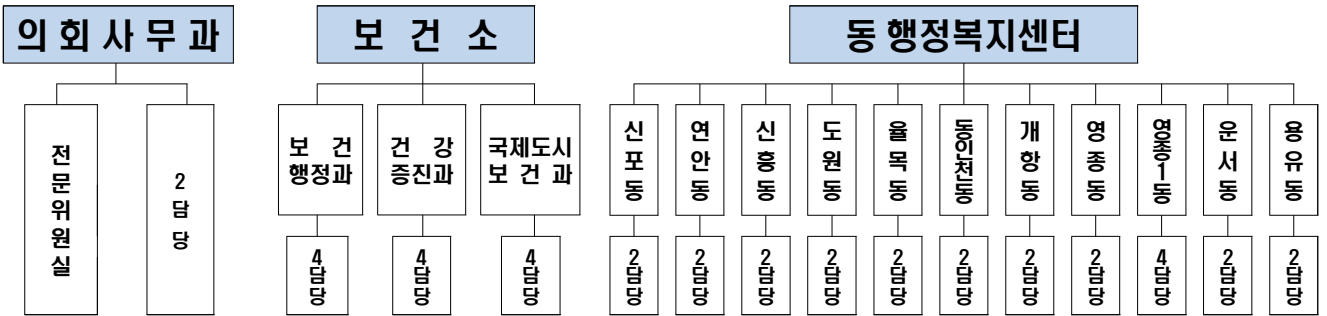 의 회 사 무 과
전문위원실
2담당
보 건 소
보 건
행정과
건 강
증진과
국제도시
보 건 과
4담당
4담당
4담당
동 행정복지센터
신포동
연안동
신흥동
도원동
율목동
동인천동
개항동
영종동
영종1동
운서동
용유동
2담당
2담당
2담당
2담당
2담당
2담당
2담당
2담당
4담당
2담당
2담당